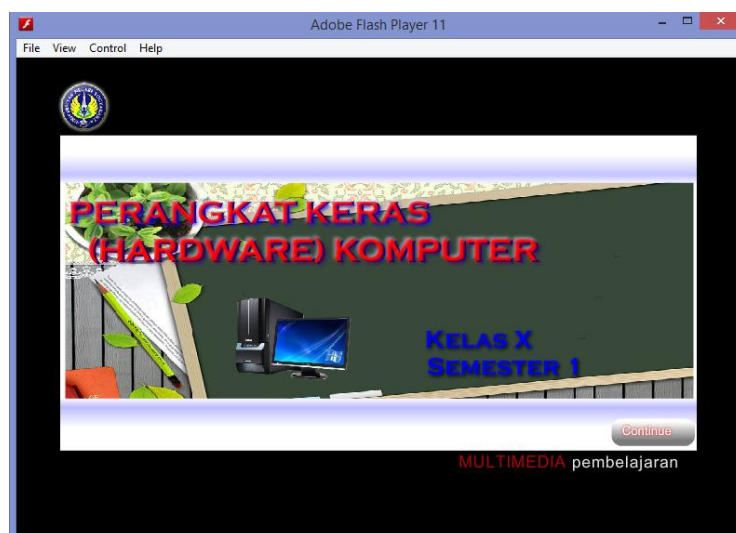 Adobe Flash Player 11
File View Control Help
PERANGKAT KERAS
(HARDWARE) KOMPUTER
KELAS X
SEMESTER 1
Continue
MULTIMEDIA pembelajaran